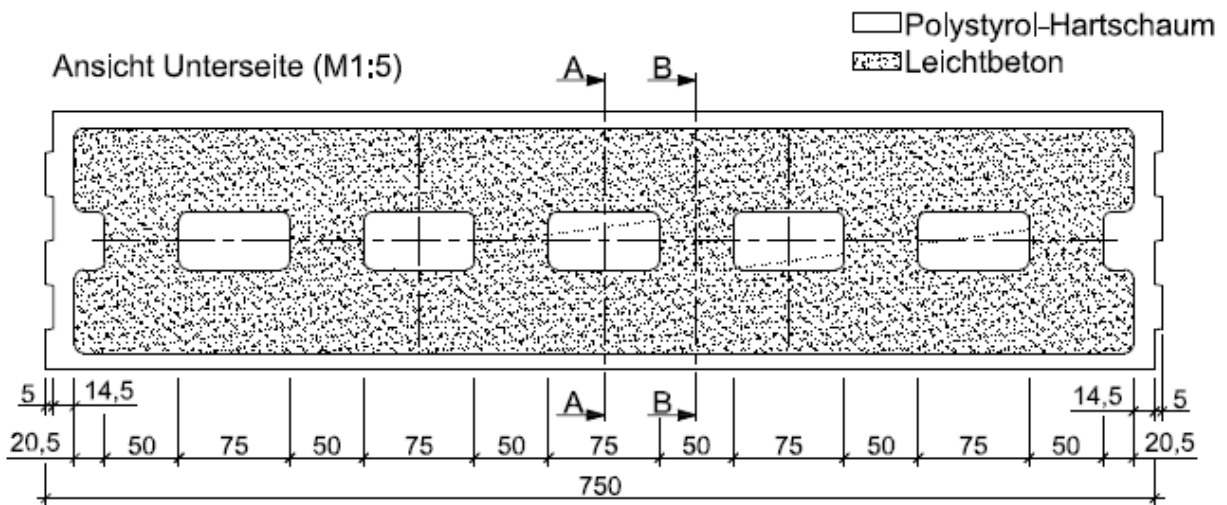 Polystyrol-Hartschaum
Ansicht Unterseite (M1:5)
Leichtbeton
A B
A B
5 14,5 14,5 5
20,5 50 75 50 75 50 75 50 75 50 75 50 20,5
750